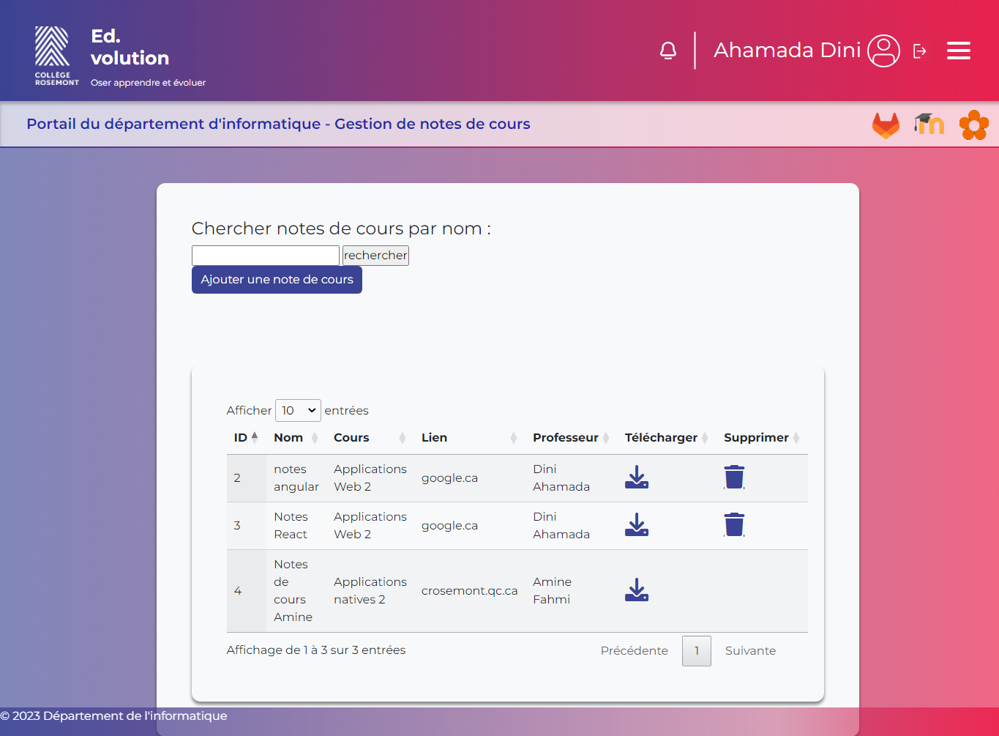 Ed.
volution
COLLÈGE
ROSEMONT
Oser apprendre et évoluer
Ahamada Dini
Portail du département d'informatique - Gestion de notes de cours
m
Chercher notes de cours par nom :
rechercher
Ajouter une note de cours
Afficher 10 entrées
ID Nom Cours Lien Professeur Télécharger Supprimer
2 notes angular Applications Web 2 google.ca Dini Ahamada
3 Notes React Applications Web 2 google.ca Dini Ahamada
4 Notes de cours Amine Applications natives 2 crosemont.qc.ca Amine Fahmi
Affichage de 1 à 3 sur 3 entrées
Précédente 1 Suivante
© 2023 Département de l'informatique